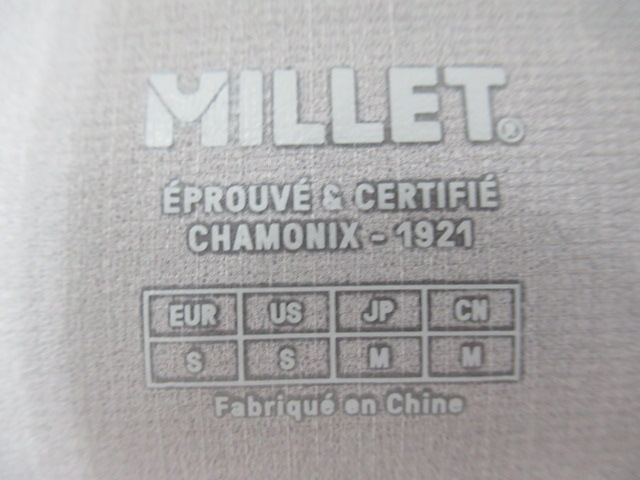 MILLET®
ÉPROUVÉ & CERTIFIÉ
CHAMONIX - 1921
EUR US JP CN
S S M M
Fabriqué en Chine